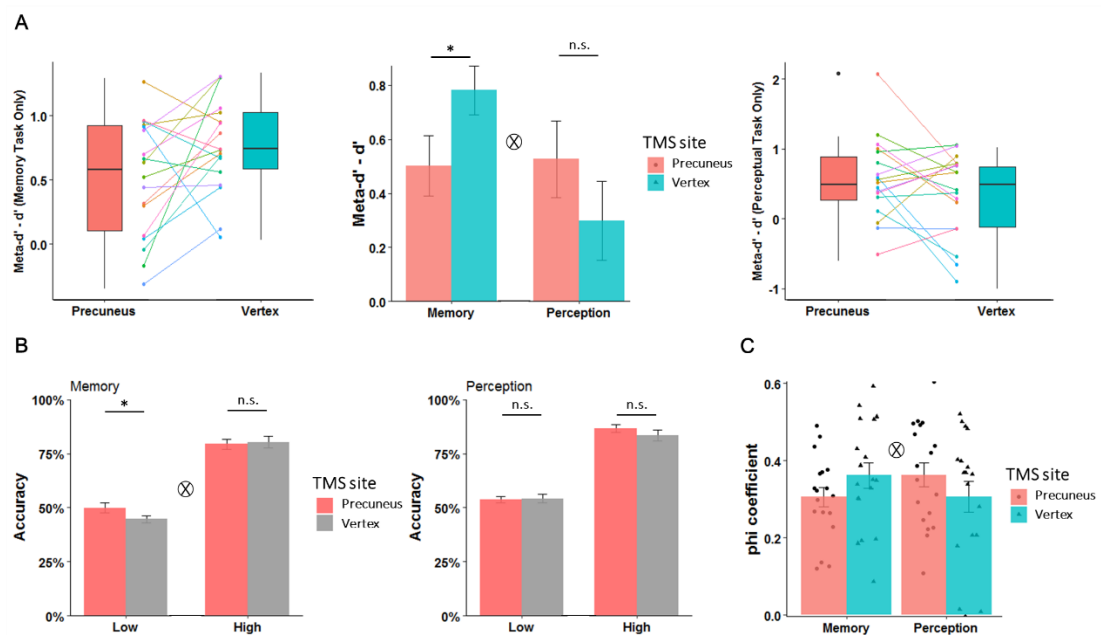 A
Meta-d' - d' (Memory Task Only)
1.0
0.5
0.0
Precuneus
Vertex
Meta-d' - d'
0.8
0.6
0.4
0.2
0.0
*
n.s.
Memory
Perception
TMS site
Precuneus
Vertex
Meta-d' - d' (Perceptual Task Only)
2
1
0
-1
Precuneus
Vertex
B
Memory
Accuracy
100%
75%
50%
25%
0%
*
n.s.
Low
High
TMS site
Precuneus
Vertex
Perception
Accuracy
100%
75%
50%
25%
0%
n.s.
n.s.
Low
High
C
phi coefficient
0.6
0.4
0.2
0.0
Memory
Perception
TMS site
Precuneus
Vertex